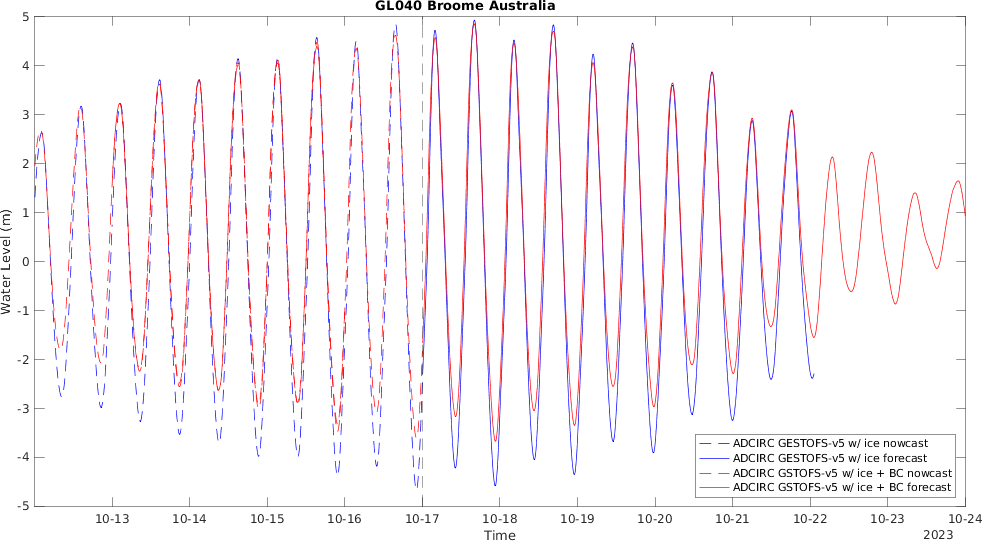 GL040 Broome Australia
Water Level (m)
5
4
3
2
1
0
-1
-2
-3
-4
-5
ADCIRC GESTOFS-v5 w/ ice nowcast
ADCIRC GESTOFS-v5 w/ ice forecast
ADCIRC GSTOFS-v5 w/ ice + BC nowcast
ADCIRC GSTOFS-v5 w/ ice + BC forecast
10-13 10-14 10-15 10-16 10-17 10-18 10-19 10-20 10-21 10-22 10-23 10-24
Time
2023